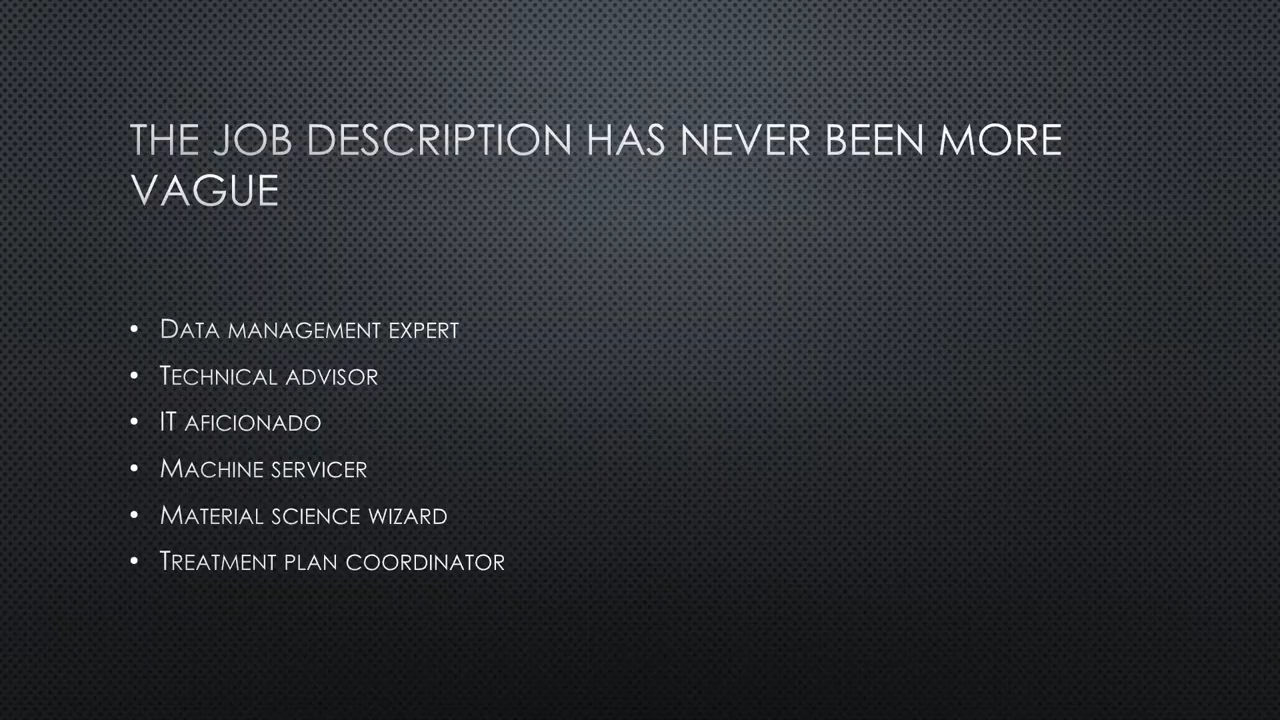 THE JOB DESCRIPTION HAS NEVER BEEN MORE
VAGUE
• DATA MANAGEMENT EXPERT
• TECHNICAL ADVISOR
• IT AFICIONADO
• MACHINE SERVICER
• MATERIAL SCIENCE WIZARD
• TREATMENT PLAN COORDINATOR